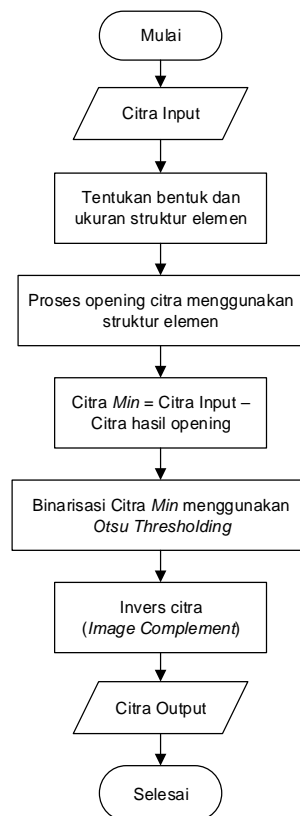 Mulai
Citra Input
Tentukan bentuk dan
ukuran struktur elemen
Proses opening citra menggunakan
struktur elemen
Citra Min = Citra Input –
Citra hasil opening
Binarisasi Citra Min menggunakan
Otsu Thresholding
Invers citra
(Image Complement)
Citra Output
Selesai